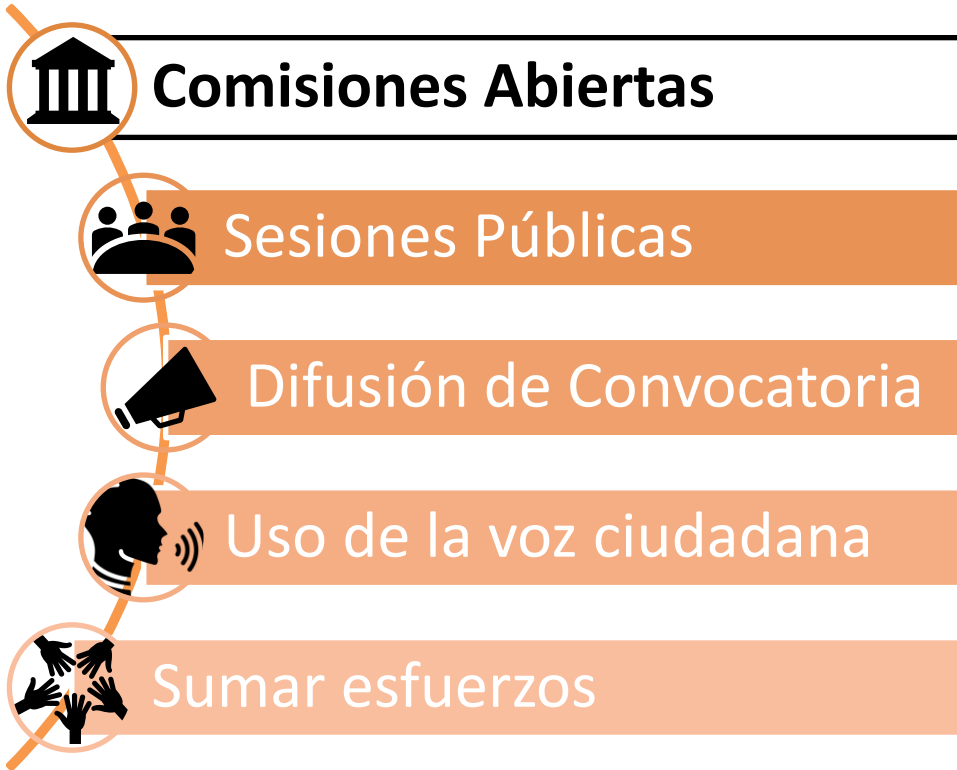 Comisiones Abiertas
Sesiones Públicas
Difusión de Convocatoria
Uso de la voz ciudadana
Sumar esfuerzos